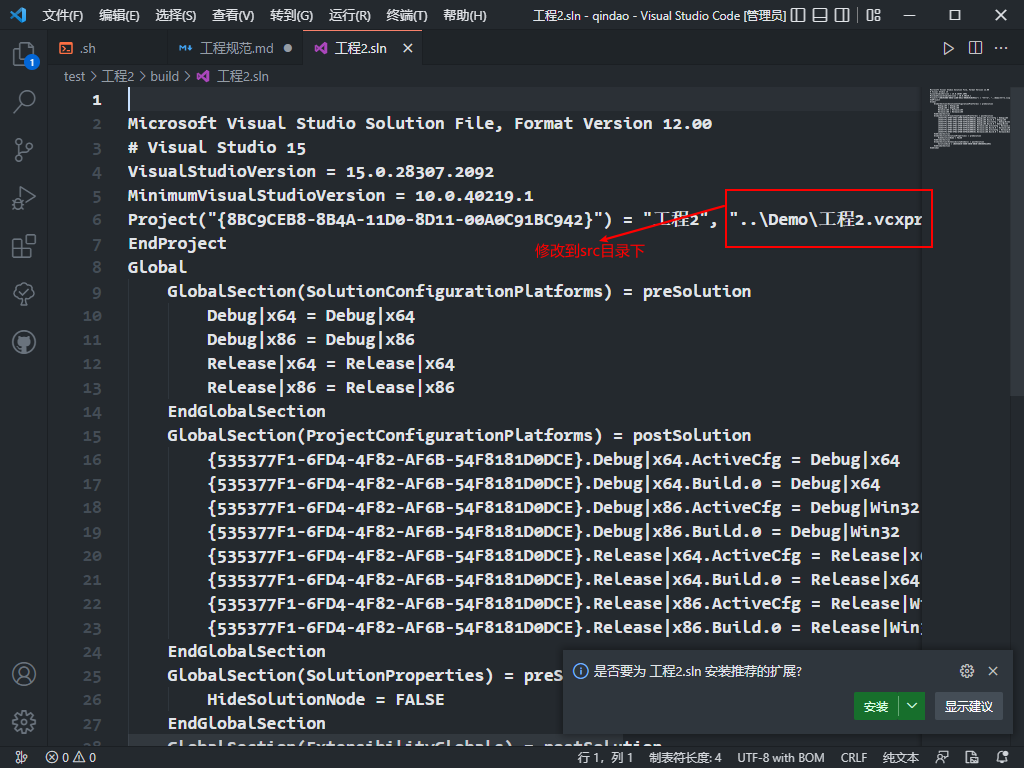 文件(F) 编辑(E) 选择(S) 查看(V) 转到(G) 运行(R) 终端(T) 帮助(H) 工程2.sln - qindao - Visual Studio Code [管理员]
.sh 工程规范.md 工程2.sln
1
test > 工程2 > build > 工程2.sln
1
2 Microsoft Visual Studio Solution File, Format Version 12.00
3 # Visual Studio 15
4 VisualStudioVersion = 15.0.28307.2092
5 MinimumVisualStudioVersion = 10.0.40219.1
6 Project("{8BC9CEB8-8B4A-11D0-8D11-00A0C91BC942}") = "工程2", "..\Demo\工程2.vcxpr
7 EndProject
修改到src目录下
8 Global
9 GlobalSection(SolutionConfigurationPlatforms) = preSolution
10 Debug|x64 = Debug|x64
11 Debug|x86 = Debug|x86
12 Release|x64 = Release|x64
13 Release|x86 = Release|x86
14 EndGlobalSection
15 GlobalSection(ProjectConfigurationPlatforms) = postSolution
16 {535377F1-6FD4-4F82-AF6B-54F8181D0DCE}.Debug|x64.ActiveCfg = Debug|x64
17 {535377F1-6FD4-4F82-AF6B-54F8181D0DCE}.Debug|x64.Build.0 = Debug|x64
18 {535377F1-6FD4-4F82-AF6B-54F8181D0DCE}.Debug|x86.ActiveCfg = Debug|Win32
19 {535377F1-6FD4-4F82-AF6B-54F8181D0DCE}.Debug|x86.Build.0 = Debug|Win32
20 {535377F1-6FD4-4F82-AF6B-54F8181D0DCE}.Release|x64.ActiveCfg = Release|x
21 {535377F1-6FD4-4F82-AF6B-54F8181D0DCE}.Release|x64.Build.0 = Release|x64
22 {535377F1-6FD4-4F82-AF6B-54F8181D0DCE}.Release|x86.ActiveCfg = Release|W
23 {535377F1-6FD4-4F82-AF6B-54F8181D0DCE}.Release|x86.Build.0 = Release|Win
24 EndGlobalSection
25 GlobalSection(SolutionProperties) = preS
26 HideSolutionNode = FALSE
27 EndGlobalSection
28 GlobalSection(ExtensibilityGlobals) = postSolution
是否要为 工程2.sln 安装推荐的扩展?
安装 显示建议
0 0 行 1，列 1 制表符长度: 4 UTF-8 with BOM CRLF 纯文本